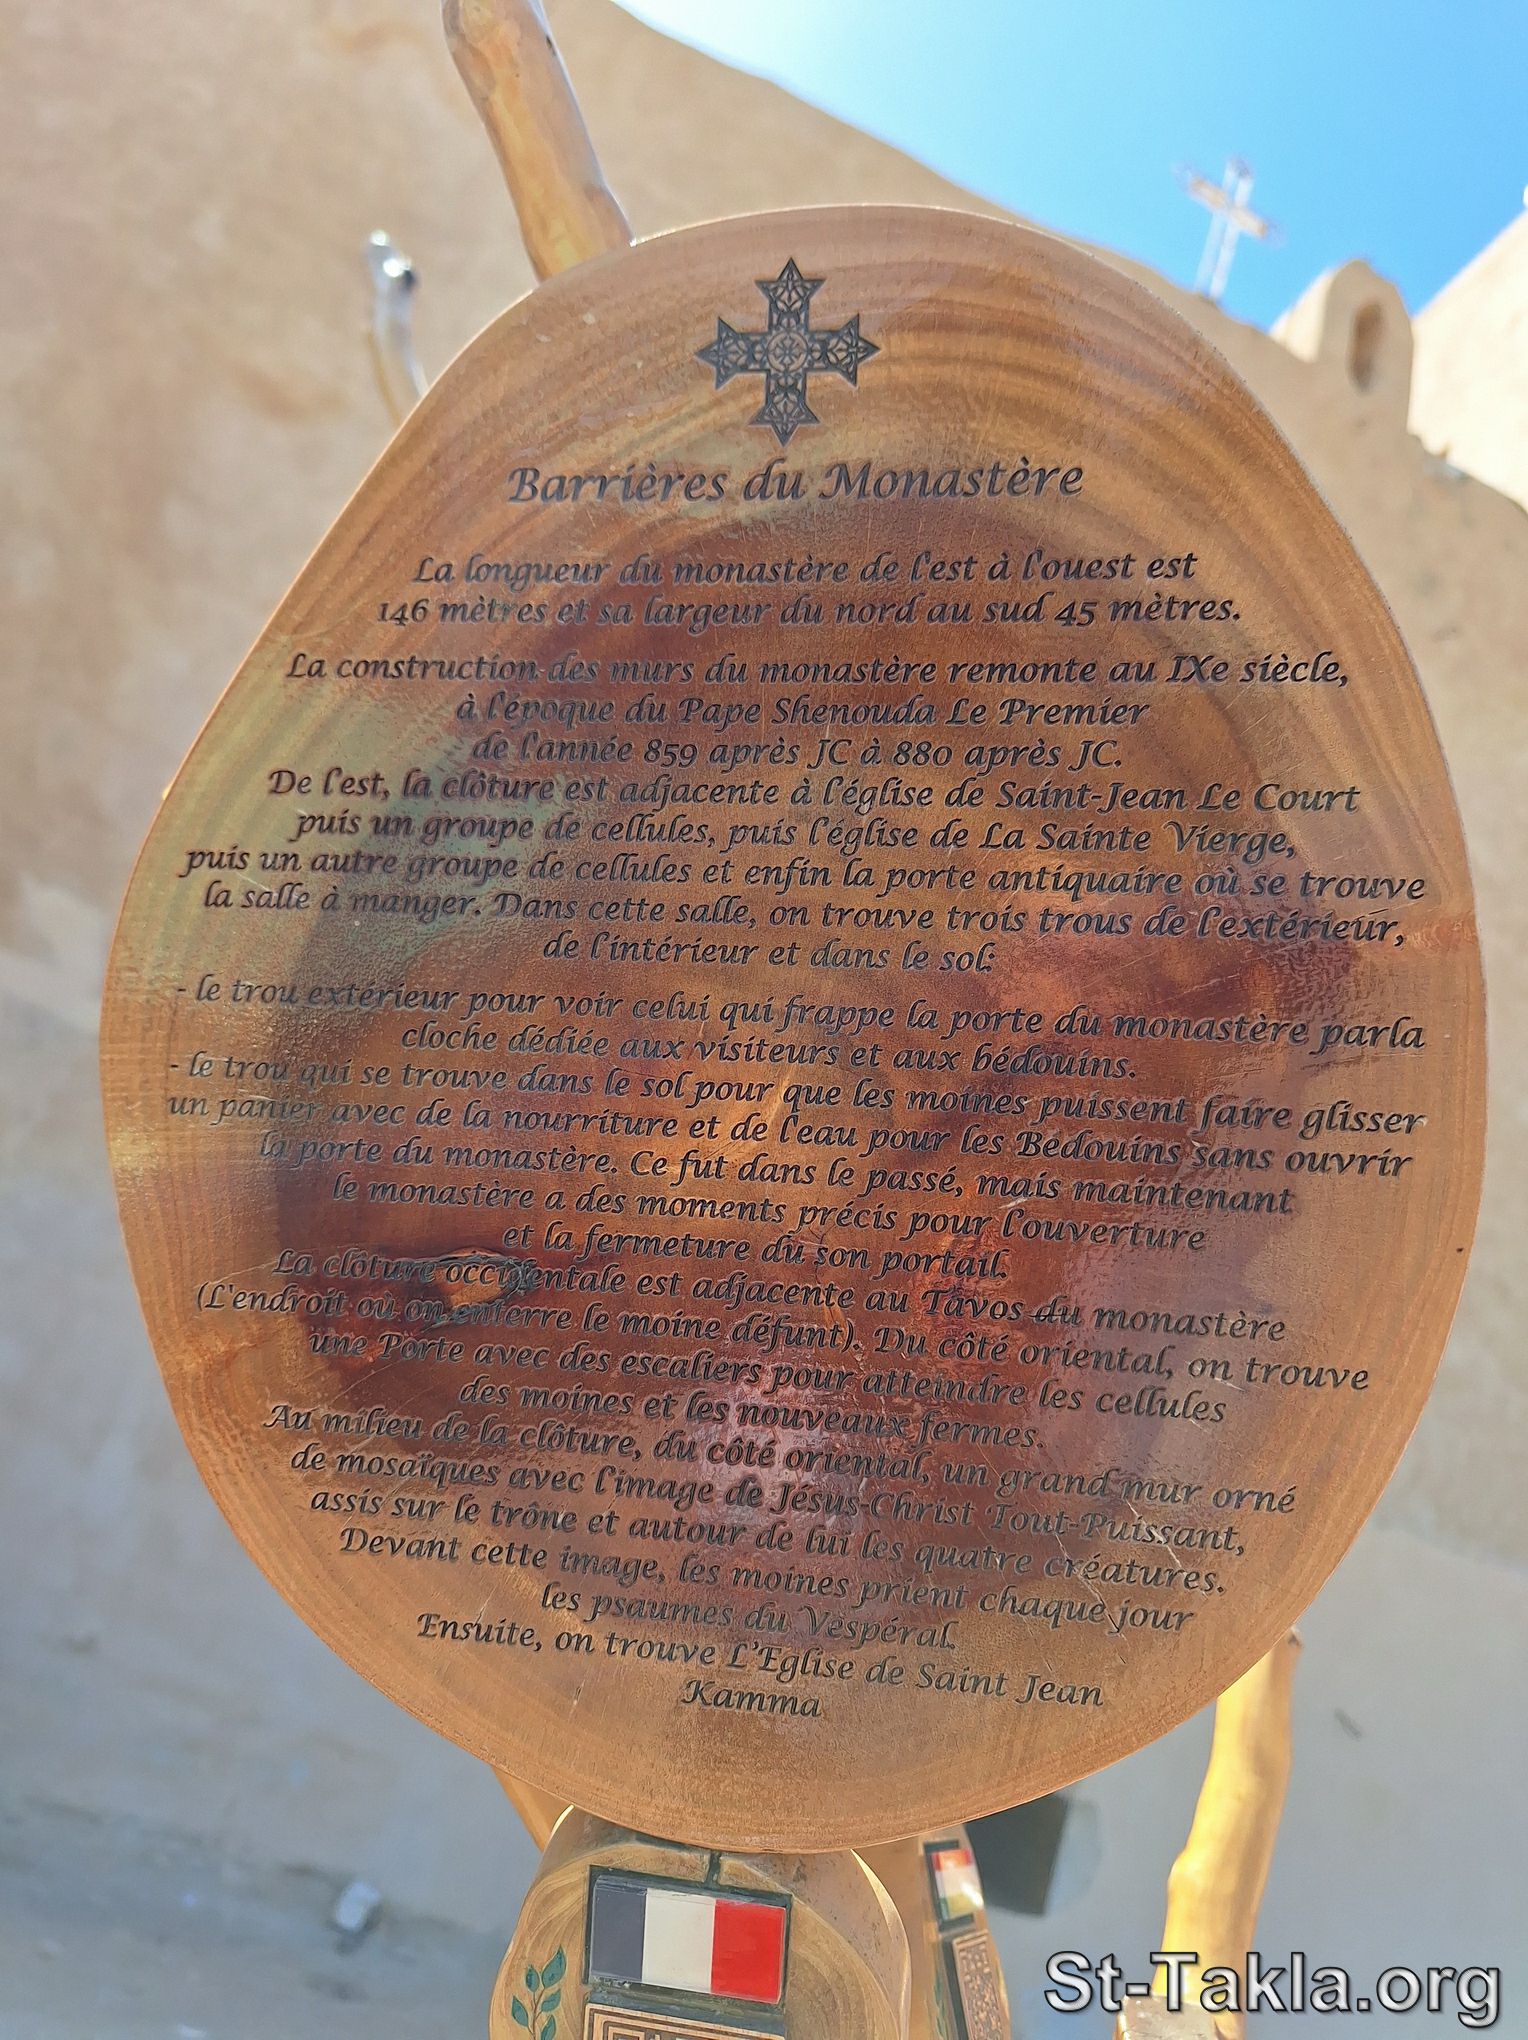 Barrières du Monastère
La longueur du monastère de l'est à l'ouest est
146 mètres et sa largeur du nord au sud 45 mètres.
La construction des murs du monastère remonte au IXe siècle,
à l'époque du Pape Shenouda Le Premier
de l'année 859 après JC à 880 après JC.
De l'est, la clôture est adjacente à l'église de Saint-Jean Le Court
puis un groupe de cellules, puis l'église de La Sainte Vierge,
puis un autre groupe de cellules et enfin la porte antiquaire où se trouve
la salle à manger. Dans cette salle, on trouve trois trous de l'extérieur,
de l'intérieur et dans le sol:
- le trou extérieur pour voir celui qui frappe la porte du monastère parla
cloche dédiée aux visiteurs et aux bédouins.
- le trou qui se trouve dans le sol pour que les moines puissent faire glisser
un panier avec de la nourriture et de l'eau pour les Bédouins sans ouvrir
la porte du monastère. Ce fut dans le passé, mais maintenant
le monastère a des moments précis pour l'ouverture
et la fermeture du son portail.
La clôture occidentale est adjacente au Tâvos du monastère
(L'endroit où on enterre le moine défunt). Du côté oriental, on trouve
une Porte avec des escaliers pour atteindre les cellules
des moines et les nouveaux fermes.
Au milieu de la clôture, du côté oriental, un grand mur orné
de mosaïques avec l'image de Jésus-Christ Tout-Puissant,
assis sur le trône et autour de lui les quatre créatures.
Devant cette image, les moines prient chaque jour
les psaumes du Vespéral.
Ensuite, on trouve L'Eglise de Saint Jean
Kamma
St-Takla.org